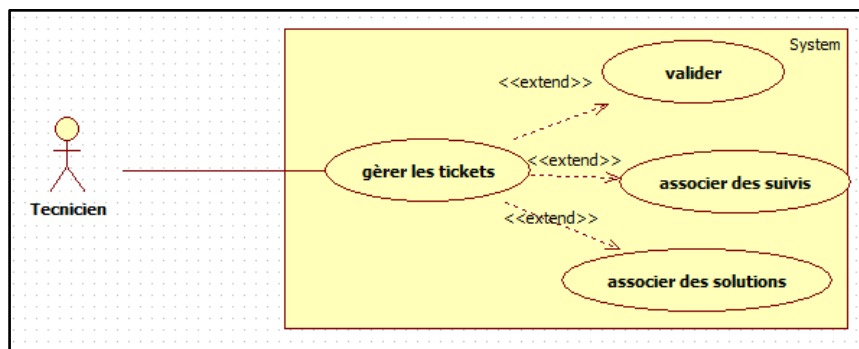 System
<<extend>>
valider
gèrer les tickets
<<extend>>
associer des suivis
<<extend>>
associer des solutions
Tecnicien